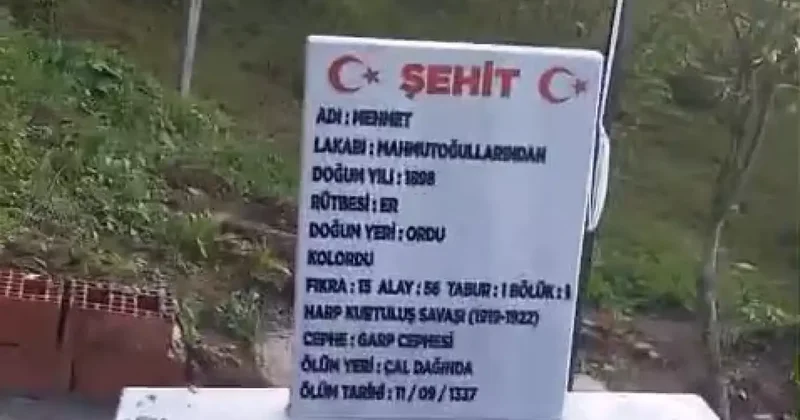 ŞEHİT
ADI : MEHMET
LAKABI : MAHMUTOĞULLARINDAN
DOĞUM YILI : 1898
RÜTBESİ : ER
DOĞUM YERİ : ORDU
KOLORDU
FIKRA : 15 ALAY : 56 TABUR : 1 BÖLÜK : 1
HARP KURTULUŞ SAVAŞI (1919-1922)
CEPHE : GARP CEPHESİ
ÖLÜM YERİ : ÇAL DAĞINDA
ÖLÜM TARİHİ : 11 / 09 / 1337